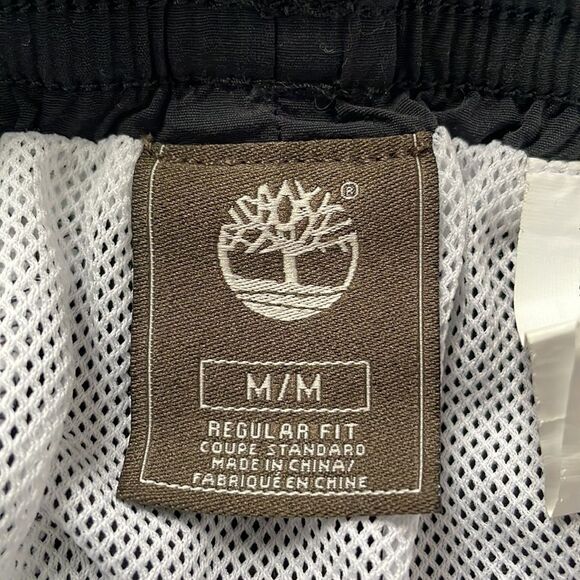 ®
M/M
REGULAR FIT
COUPE STANDARD
MADE IN CHINA/
FABRIQUÉ EN CHINE